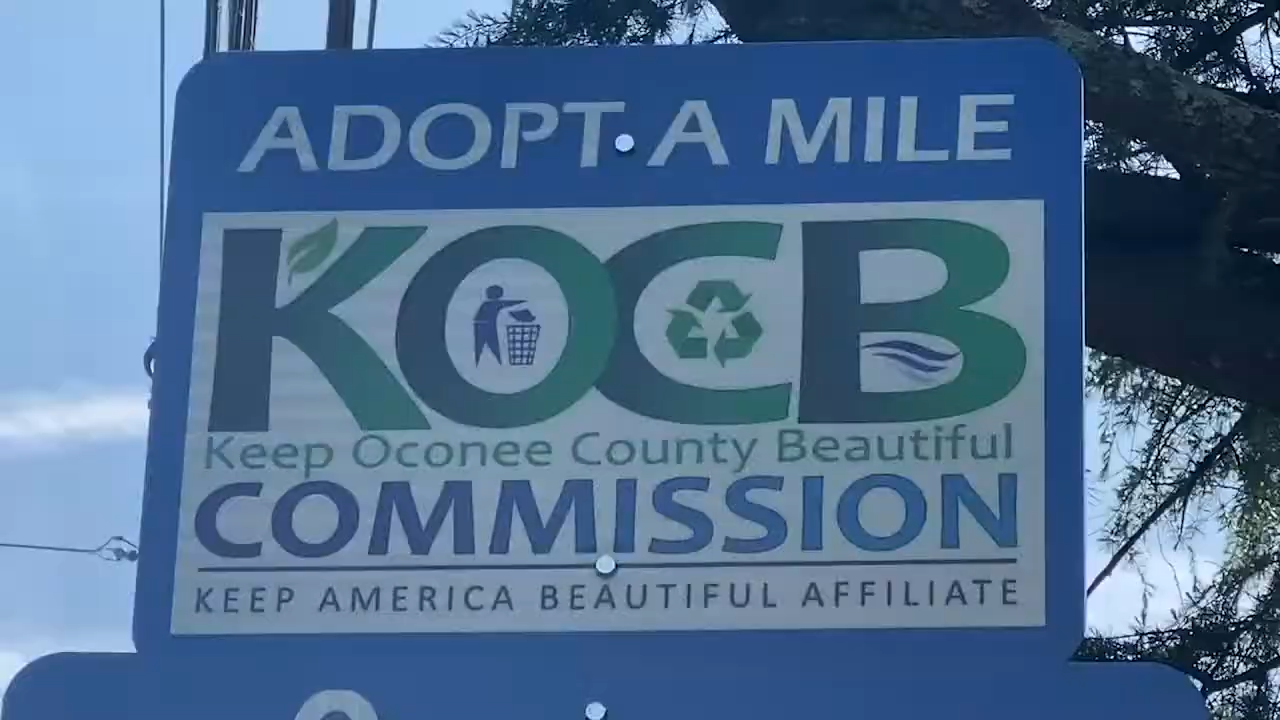 ADOPT A MILE
KOCB
Keep Oconee County Beautiful
COMMISSION
KEEP AMERICA BEAUTIFUL AFFILIATE